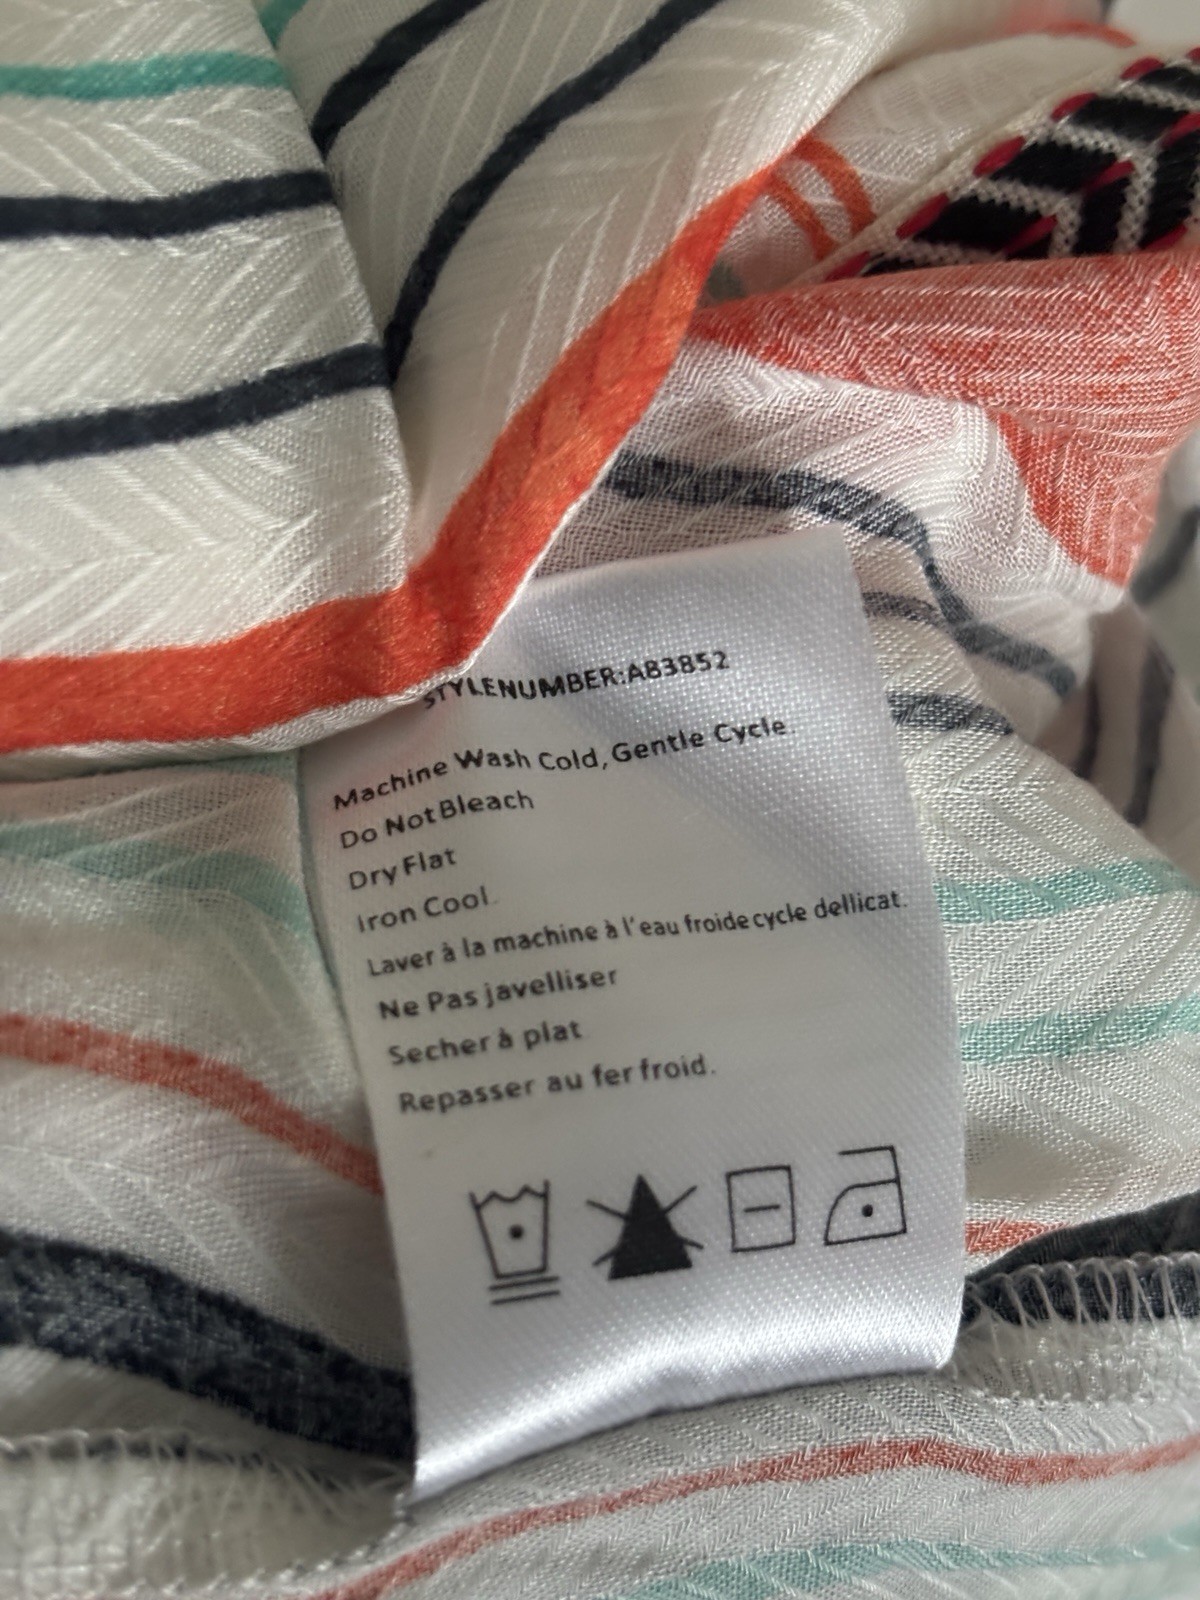 STYLENUMBER:A83852
Machine Wash Cold,Gentle Cycle.
Do Not Bleach
Dry Flat
Iron Cool.
Laver à la machine à l'eau froide cycle dellicat.
Ne Pas javelliser
Secher à plat
Repasser au fer froid.